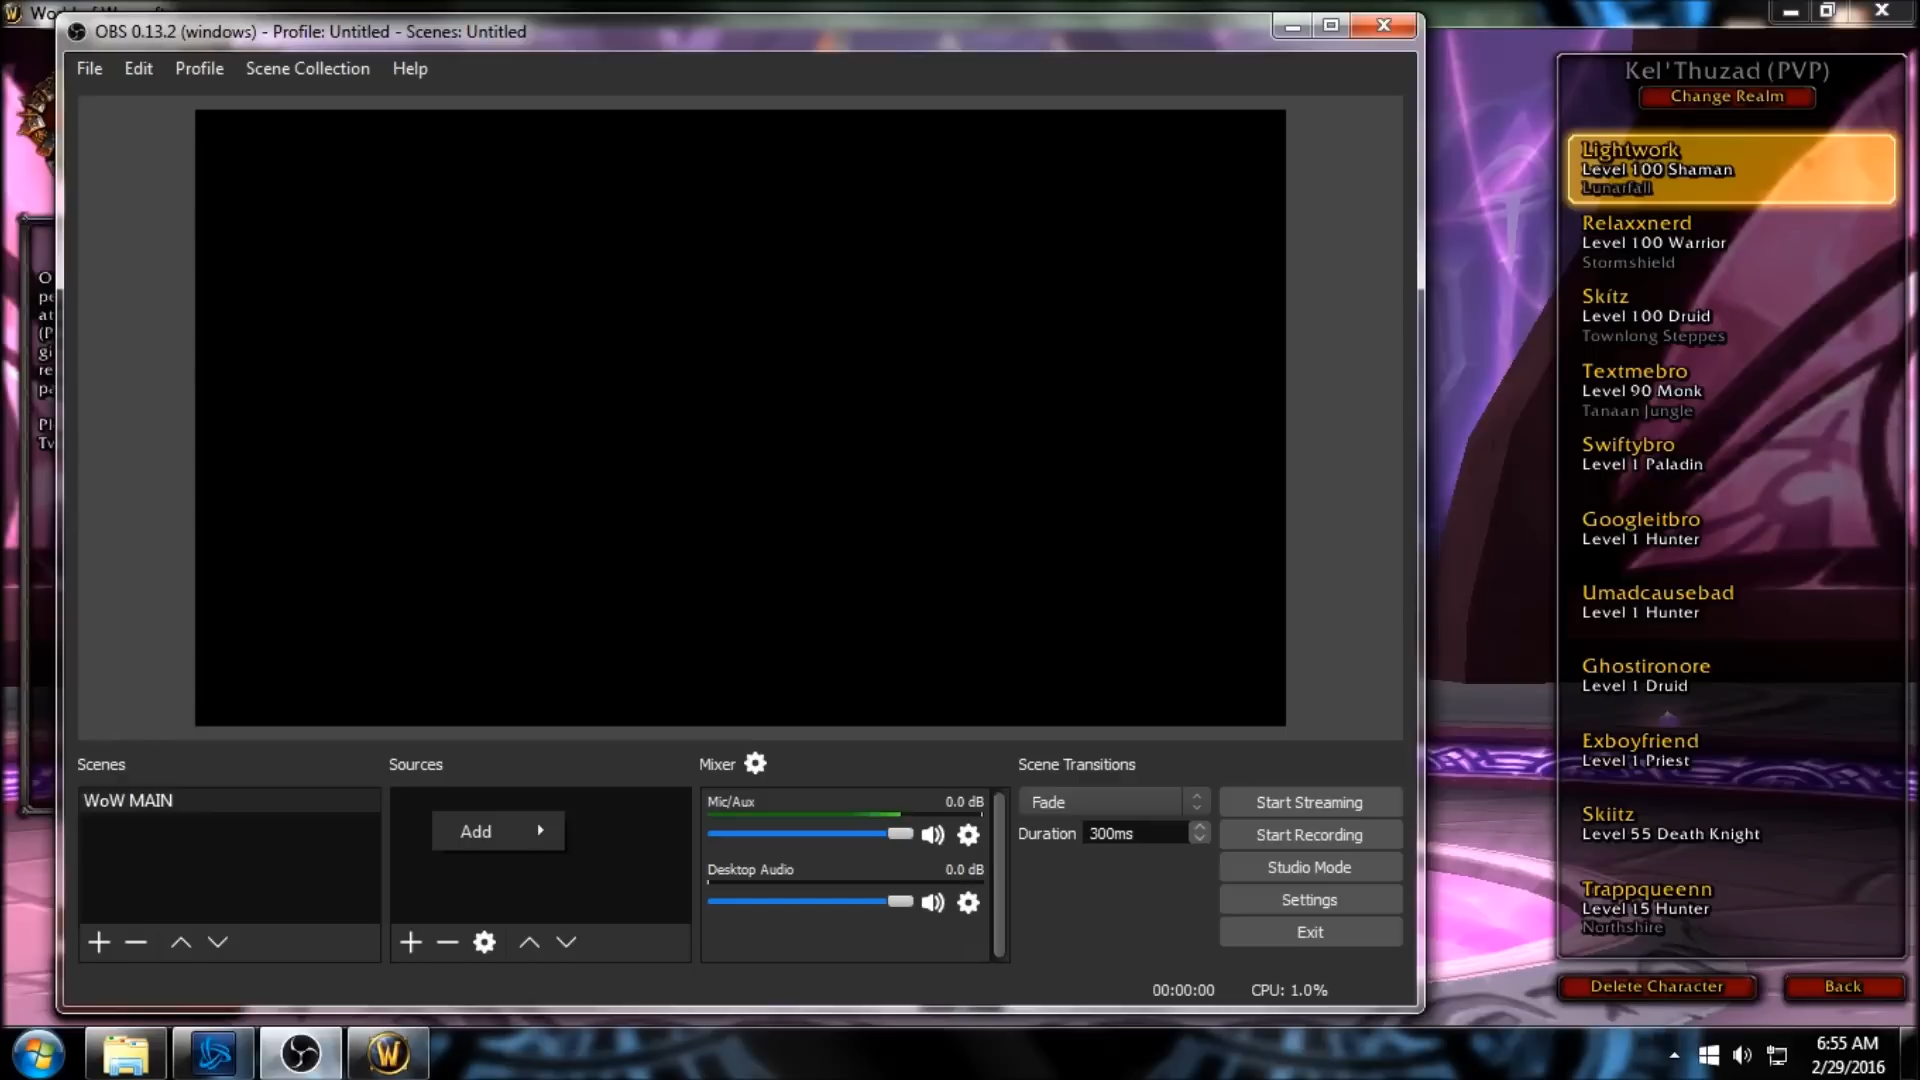 OBS 0.13.2 (windows) - Profile: Untitled - Scenes: Untitled
File Edit Profile Scene Collection Help
Kel'Thuzad (PVP)
Change Realm
Lightwork
Level 100 Shaman
Lunarfall
Relaxxnerd
Level 100 Warrior
Stormshield
Skítz
Level 100 Druid
Townlong Steppes
Textmebro
Level 90 Monk
Tanaan Jungle
Swiftybro
Level 1 Paladin
Googleitbro
Level 1 Hunter
Umadcausebad
Level 1 Hunter
Ghostironore
Level 1 Druid
Exboyfriend
Level 1 Priest
Skiitz
Level 55 Death Knight
Trappqueenn
Level 15 Hunter
Northshire
Delete Character
Back
Scenes
WoW MAIN
Sources
Add
Mixer
Mic/Aux 0.0 dB
Desktop Audio 0.0 dB
Scene Transitions
Fade
Duration 300ms
Start Streaming
Start Recording
Studio Mode
Settings
Exit
00:00:00 CPU: 1.0%
6:55 AM
2/29/2016